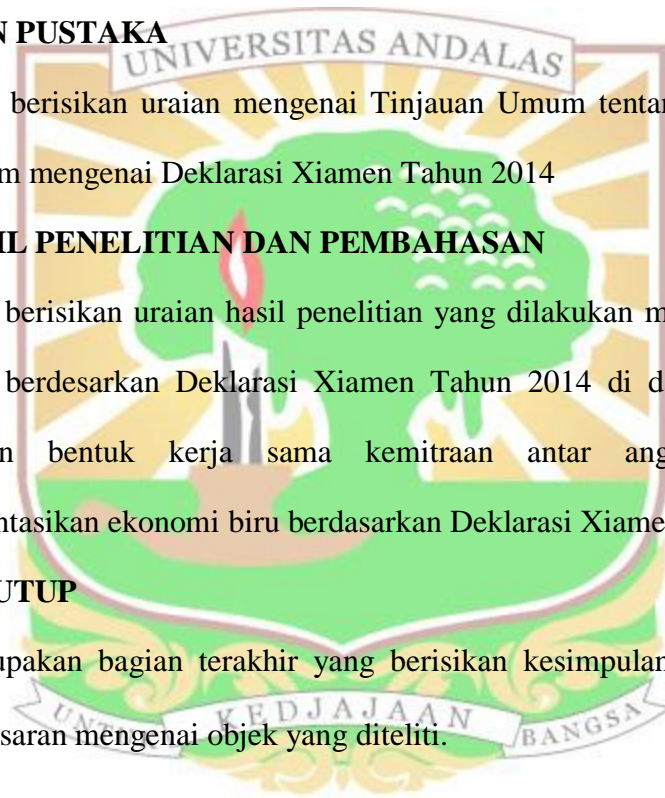 N PUSTAKA
UNIVERSITAS ANDALAS
berisikan uraian mengenai Tinjauan Umum tentan
m mengenai Deklarasi Xiamen Tahun 2014
IL PENELITIAN DAN PEMBAHASAN
berisikan uraian hasil penelitian yang dilakukan m
berdesarkan Deklarasi Xiamen Tahun 2014 di d
n bentuk kerja sama kemitraan antar ang
ntasikan ekonomi biru berdasarkan Deklarasi Xiame
UTUP
upakan bagian terakhir yang berisikan kesimpulan
UNT KEDJAJAAN BANGSA
saran mengenai objek yang diteliti.